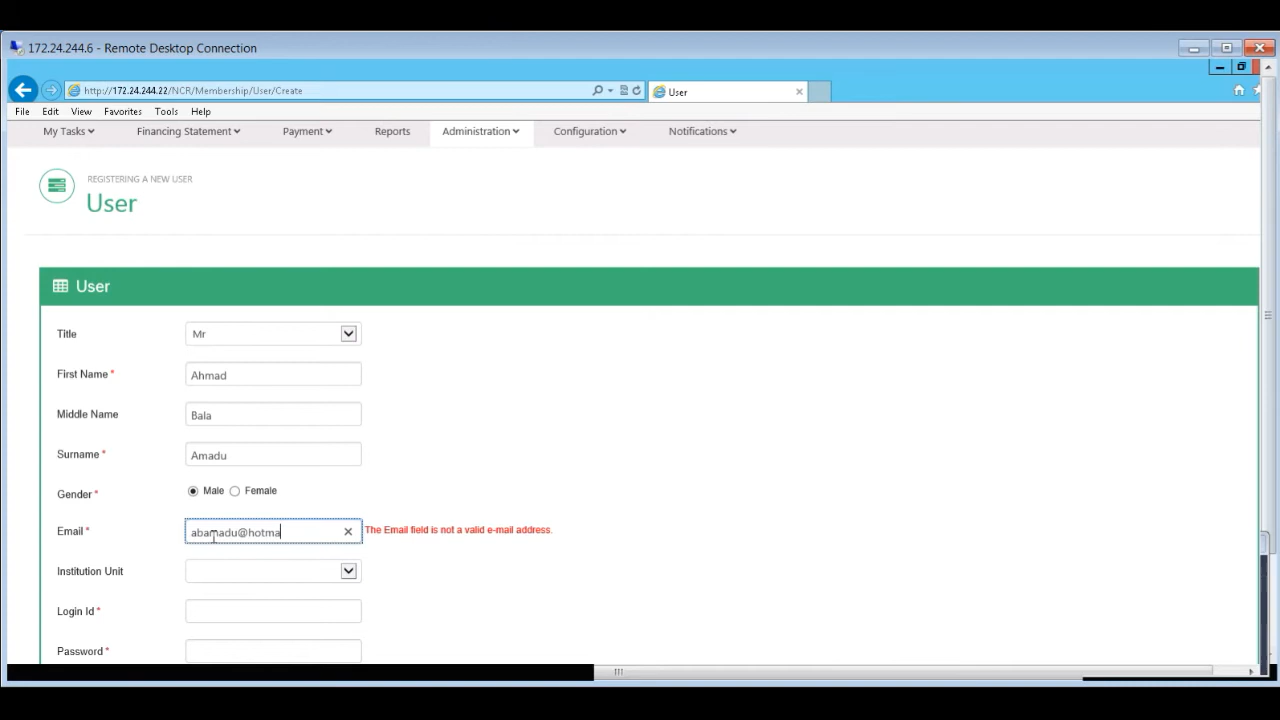 172.24.244.6 - Remote Desktop Connection
http://172.24.244.22/NCR/Membership/User/Create
User
File Edit View Favorites Tools Help
My Tasks Financing Statement Payment Reports Administration Configuration Notifications
REGISTERING A NEW USER
User
User
Title Mr
First Name * Ahmad
Middle Name Bala
Surname * Amadu
Gender * Male Female
Email * abamadu@hotma The Email field is not a valid e-mail address.
Institution Unit
Login Id *
Password *